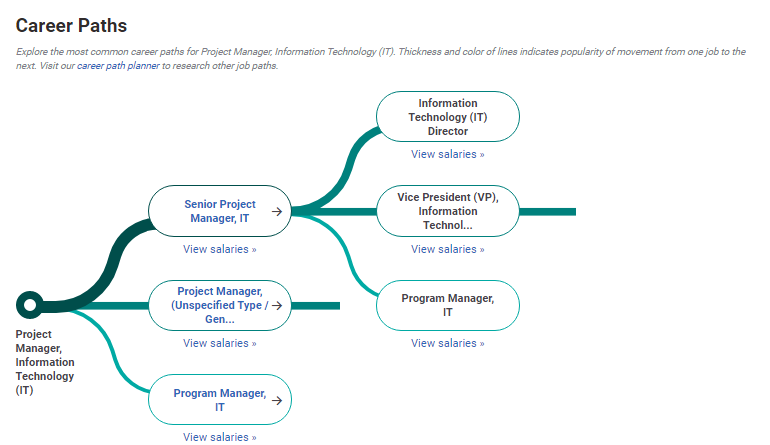 Career Paths
Explore the most common career paths for Project Manager, Information Technology (IT). Thickness and color of lines indicates popularity of movement from one job to the
next. Visit our career path planner to research other job paths.
Information
Technology (IT)
Director
View salaries »
Senior Project
Manager, IT
View salaries »
Vice President (VP),
Information
Technol...
View salaries »
Project Manager,
(Unspecified Type /
Gen...
View salaries »
Program Manager,
IT
View salaries »
Project
Manager,
Information
Technology
(IT)
Program Manager,
IT
View salaries »